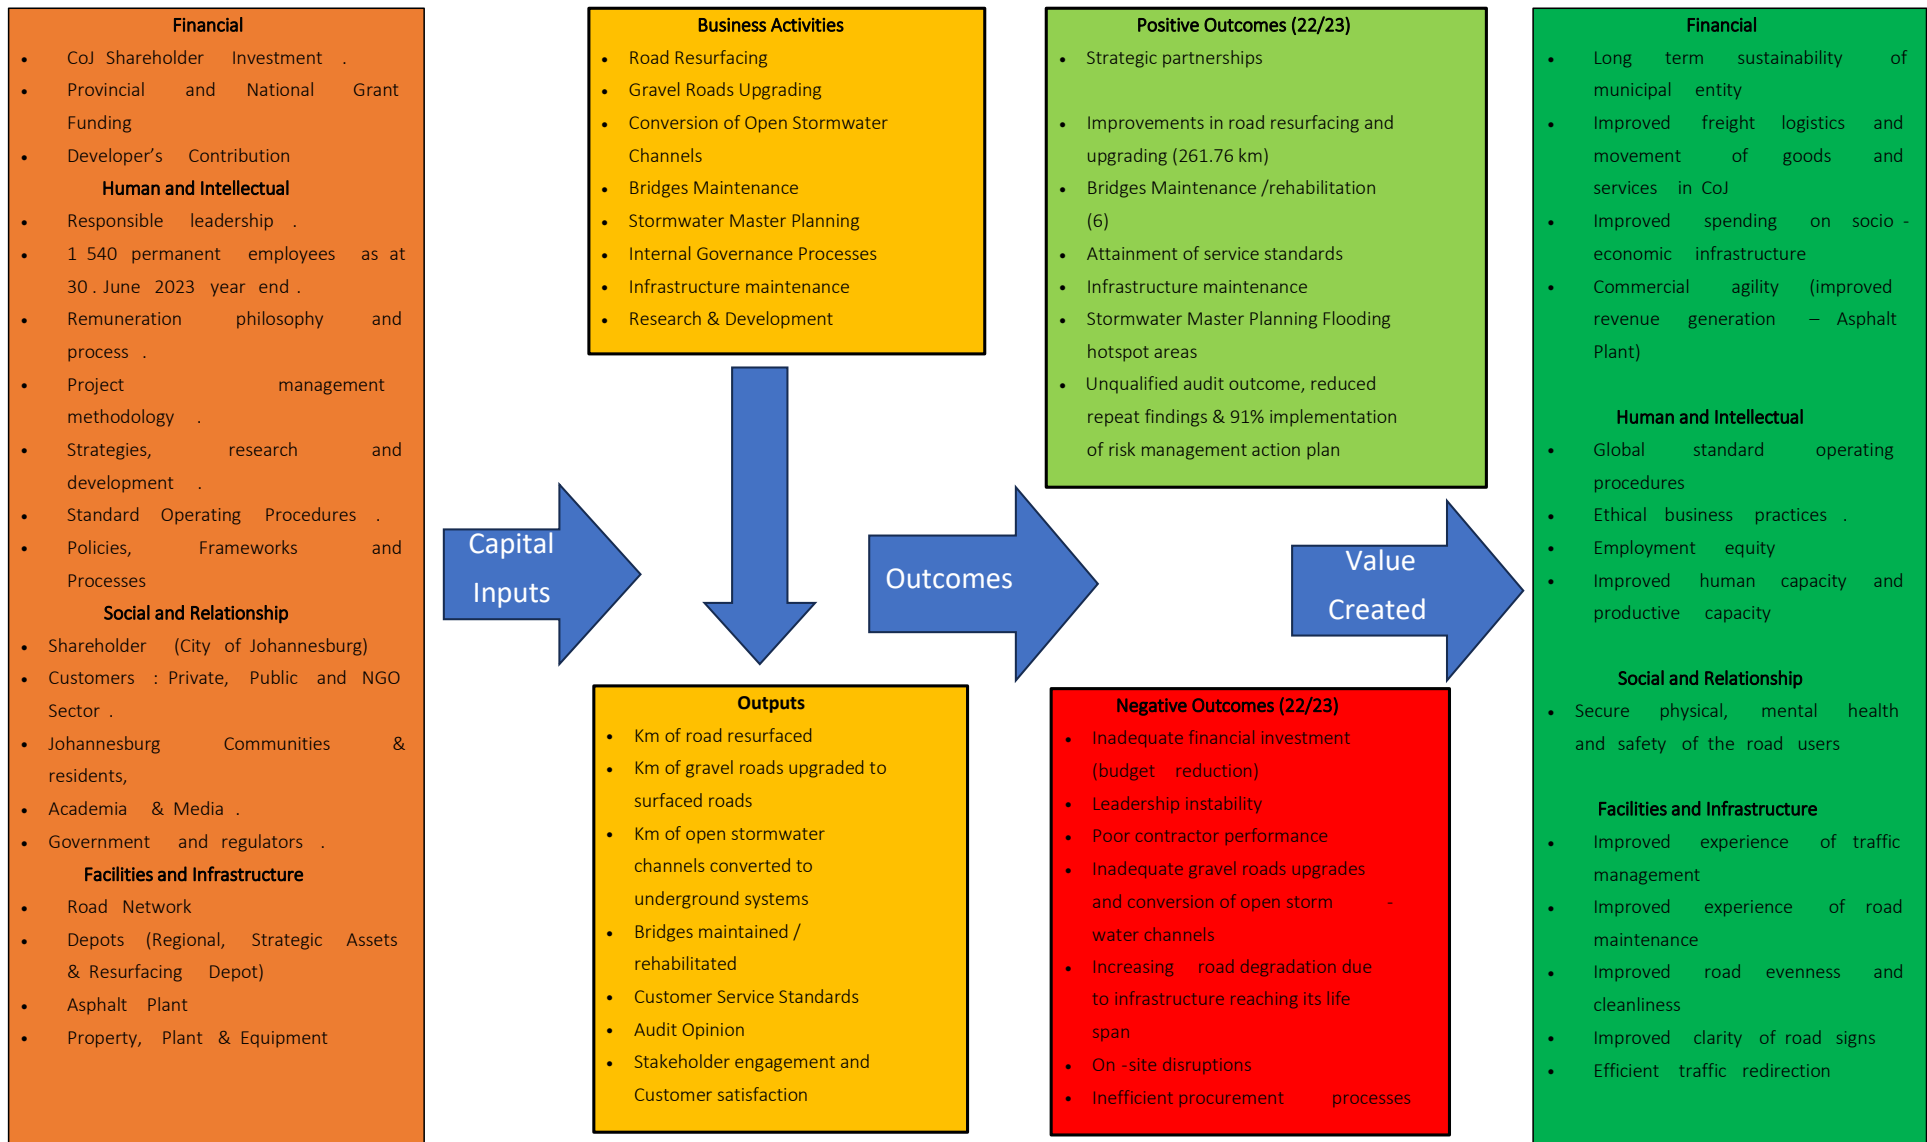 Financial
• CoJ Shareholder Investment .
• Provincial and National Grant
Funding
• Developer’s Contribution
Human and Intellectual
• Responsible leadership .
• 1 540 permanent employees as at
30 . June 2023 year end .
• Remuneration philosophy and
process .
• Project management
methodology .
• Strategies, research and
development .
• Standard Operating Procedures .
• Policies, Frameworks and
Processes
Social and Relationship
• Shareholder (City of Johannesburg)
• Customers : Private, Public and NGO
Sector .
• Johannesburg Communities &
residents,
• Academia & Media .
• Government and regulators .
Facilities and Infrastructure
• Road Network
• Depots (Regional, Strategic Assets
& Resurfacing Depot)
• Asphalt Plant
• Property, Plant & Equipment
Capital
Inputs
Business Activities
• Road Resurfacing
• Gravel Roads Upgrading
• Conversion of Open Stormwater
Channels
• Bridges Maintenance
• Stormwater Master Planning
• Internal Governance Processes
• Infrastructure maintenance
• Research & Development
Outputs
• Km of road resurfaced
• Km of gravel roads upgraded to
surfaced roads
• Km of open stormwater
channels converted to
underground systems
• Bridges maintained /
rehabilitated
• Customer Service Standards
• Audit Opinion
• Stakeholder engagement and
Customer satisfaction
Outcomes
Positive Outcomes (22/23)
• Strategic partnerships
• Improvements in road resurfacing and
upgrading (261.76 km)
• Bridges Maintenance /rehabilitation
(6)
• Attainment of service standards
• Infrastructure maintenance
• Stormwater Master Planning Flooding
hotspot areas
• Unqualified audit outcome, reduced
repeat findings & 91% implementation
of risk management action plan
Negative Outcomes (22/23)
• Inadequate financial investment
(budget reduction)
• Leadership instability
• Poor contractor performance
• Inadequate gravel roads upgrades
and conversion of open storm -
water channels
• Increasing road degradation due
to infrastructure reaching its life
span
• On -site disruptions
• Inefficient procurement processes
Value
Created
Financial
• Long term sustainability of
municipal entity
• Improved freight logistics and
movement of goods and
services in CoJ
• Improved spending on socio -
economic infrastructure
• Commercial agility (improved
revenue generation – Asphalt
Plant)
Human and Intellectual
• Global standard operating
procedures
• Ethical business practices .
• Employment equity
• Improved human capacity and
productive capacity
Social and Relationship
• Secure physical, mental health
and safety of the road users
Facilities and Infrastructure
• Improved experience of traffic
management
• Improved experience of road
maintenance
• Improved road evenness and
cleanliness
• Improved clarity of road signs
• Efficient traffic redirection